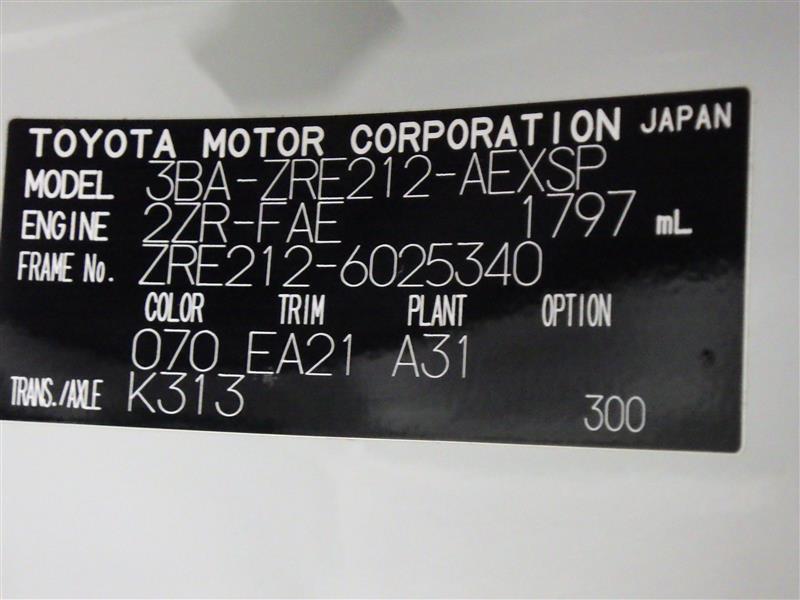 TOYOTA MOTOR CORPORATION JAPAN
MODEL 3BA-ZRE212-AEXSP
ENGINE 2ZR-FAE 1797 mL
FRAME No. ZRE212-6025340
COLOR TRIM PLANT OPTION
070 EA21 A31
TRANS./AXLE K313 300